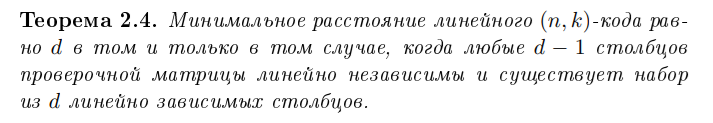 Теорема 2.4. Минимальное расстояние линейного (n, k)-кода рав-
но d в том и только в том случае, когда любые d − 1 столбцов
проверочной матрицы линейно независимы и существует набор
из d линейно зависимых столбцов.